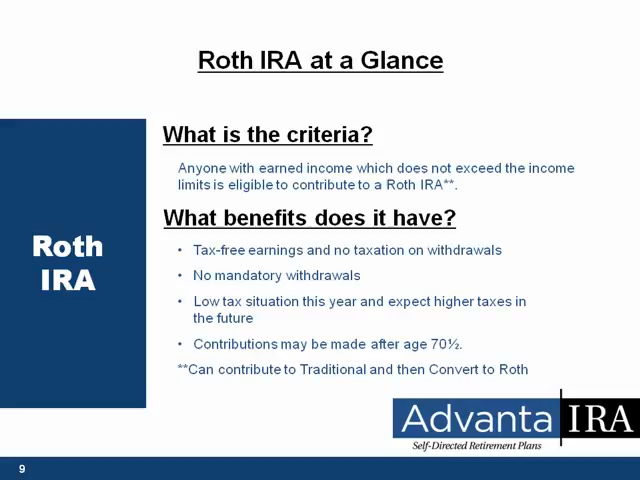 Roth IRA at a Glance
What is the criteria?
Anyone with earned income which does not exceed the income
limits is eligible to contribute to a Roth IRA**.
What benefits does it have?
Roth
IRA
• Tax-free earnings and no taxation on withdrawals
• No mandatory withdrawals
• Low tax situation this year and expect higher taxes in
the future
• Contributions may be made after age 70½.
**Can contribute to Traditional and then Convert to Roth
Advanta IRA
Self-Directed Retirement Plans
9